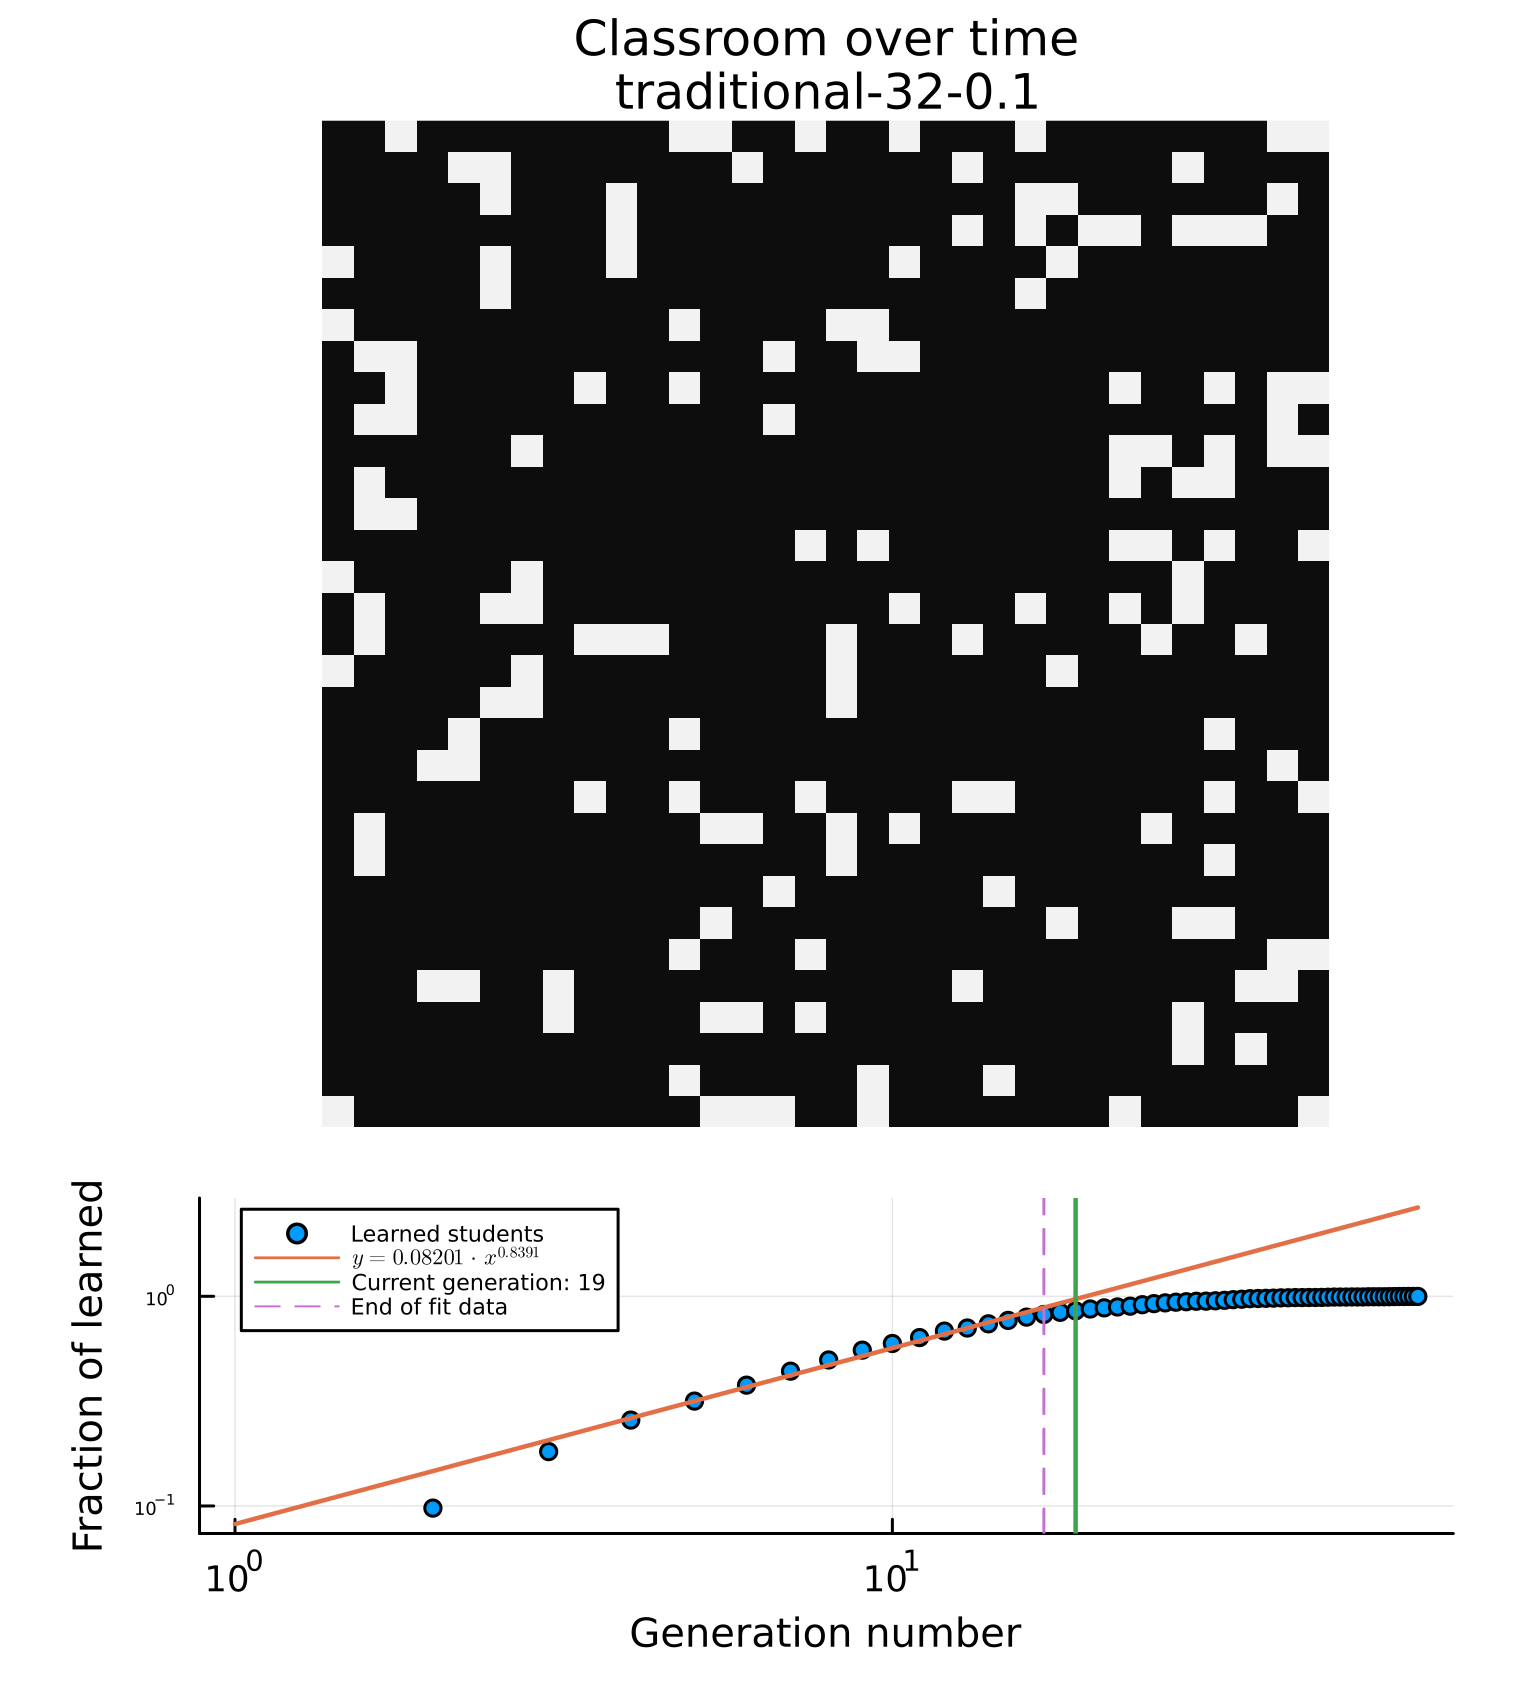 Classroom over time
traditional-32-0.1
Fraction of learned
Learned students
y = 0.08201 · x^0.8391
Current generation: 19
End of fit data
10^0
10^-1
10^0
10^1
Generation number